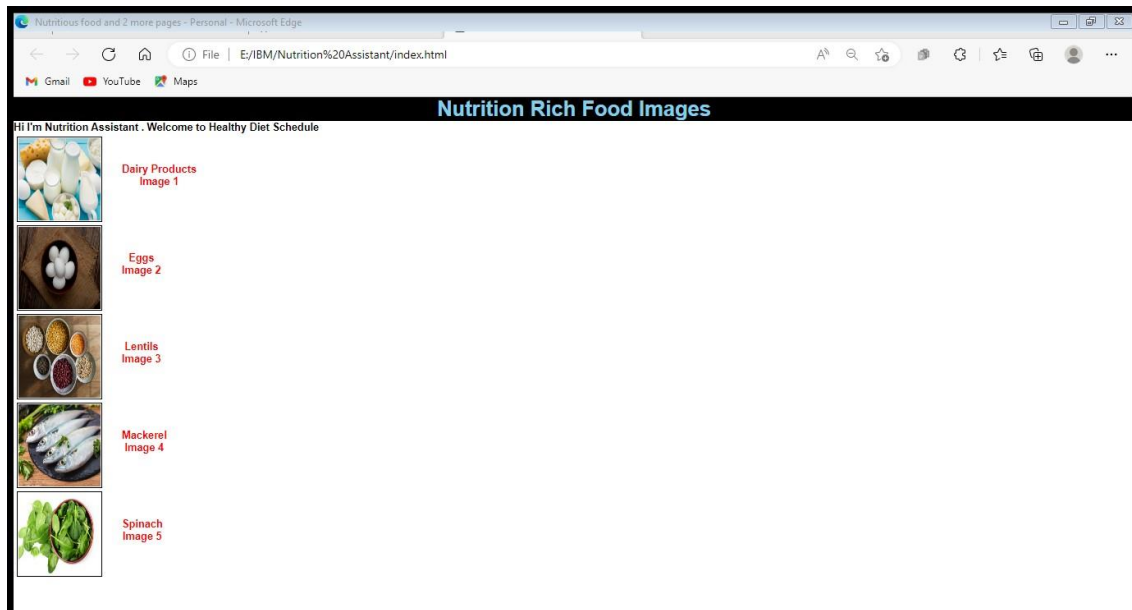 Nutritious food and 2 more pages - Personal - Microsoft Edge
File | E:/IBM/Nutrition%20Assistant/index.html
Gmail YouTube Maps
Nutrition Rich Food Images
Hi I'm Nutrition Assistant . Welcome to Healthy Diet Schedule
Dairy Products
Image 1
Eggs
Image 2
Lentils
Image 3
Mackerel
Image 4
Spinach
Image 5